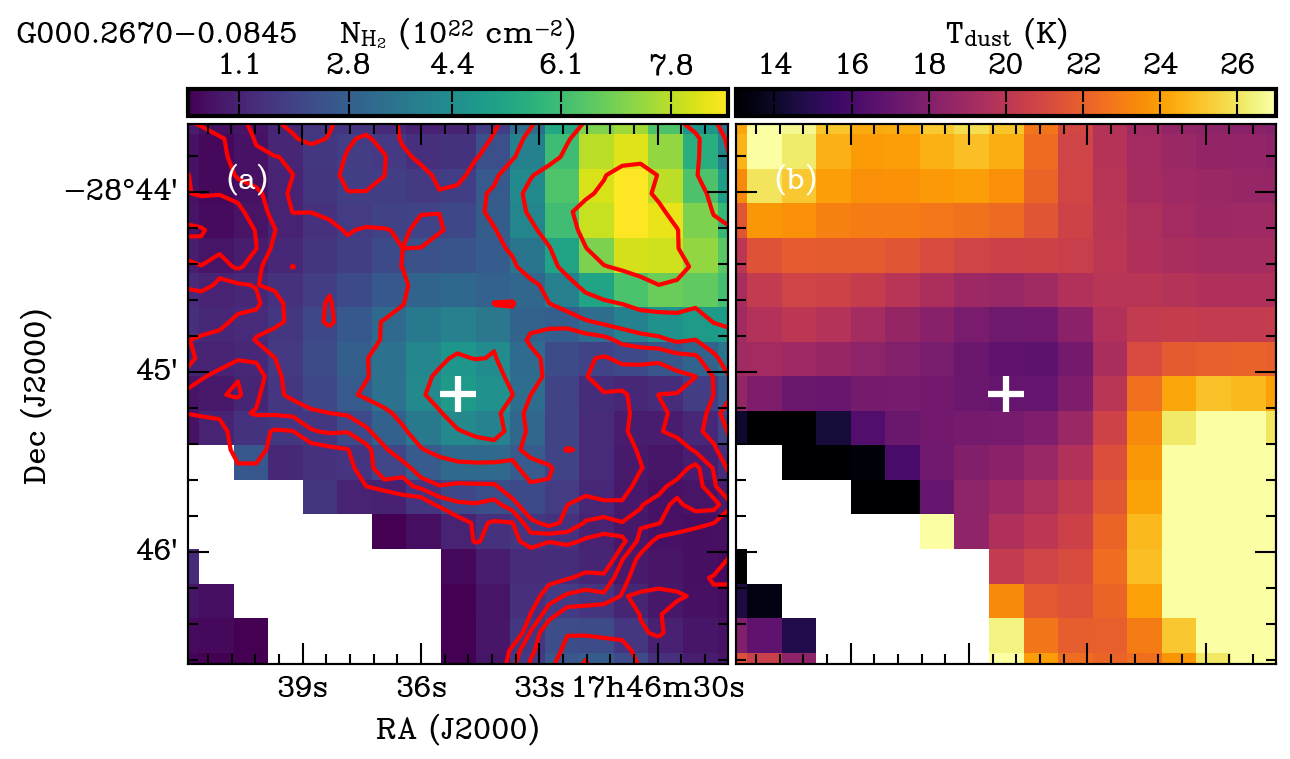 G000.2670−0.0845 N_H₂ (10²² cm⁻²) T_dust (K)
1.1 2.8 4.4 6.1 7.8 14 16 18 20 22 24 26
(a) (b)
−28°44'
45'
46'
Dec (J2000)
39s 36s 33s 17h46m30s
RA (J2000)